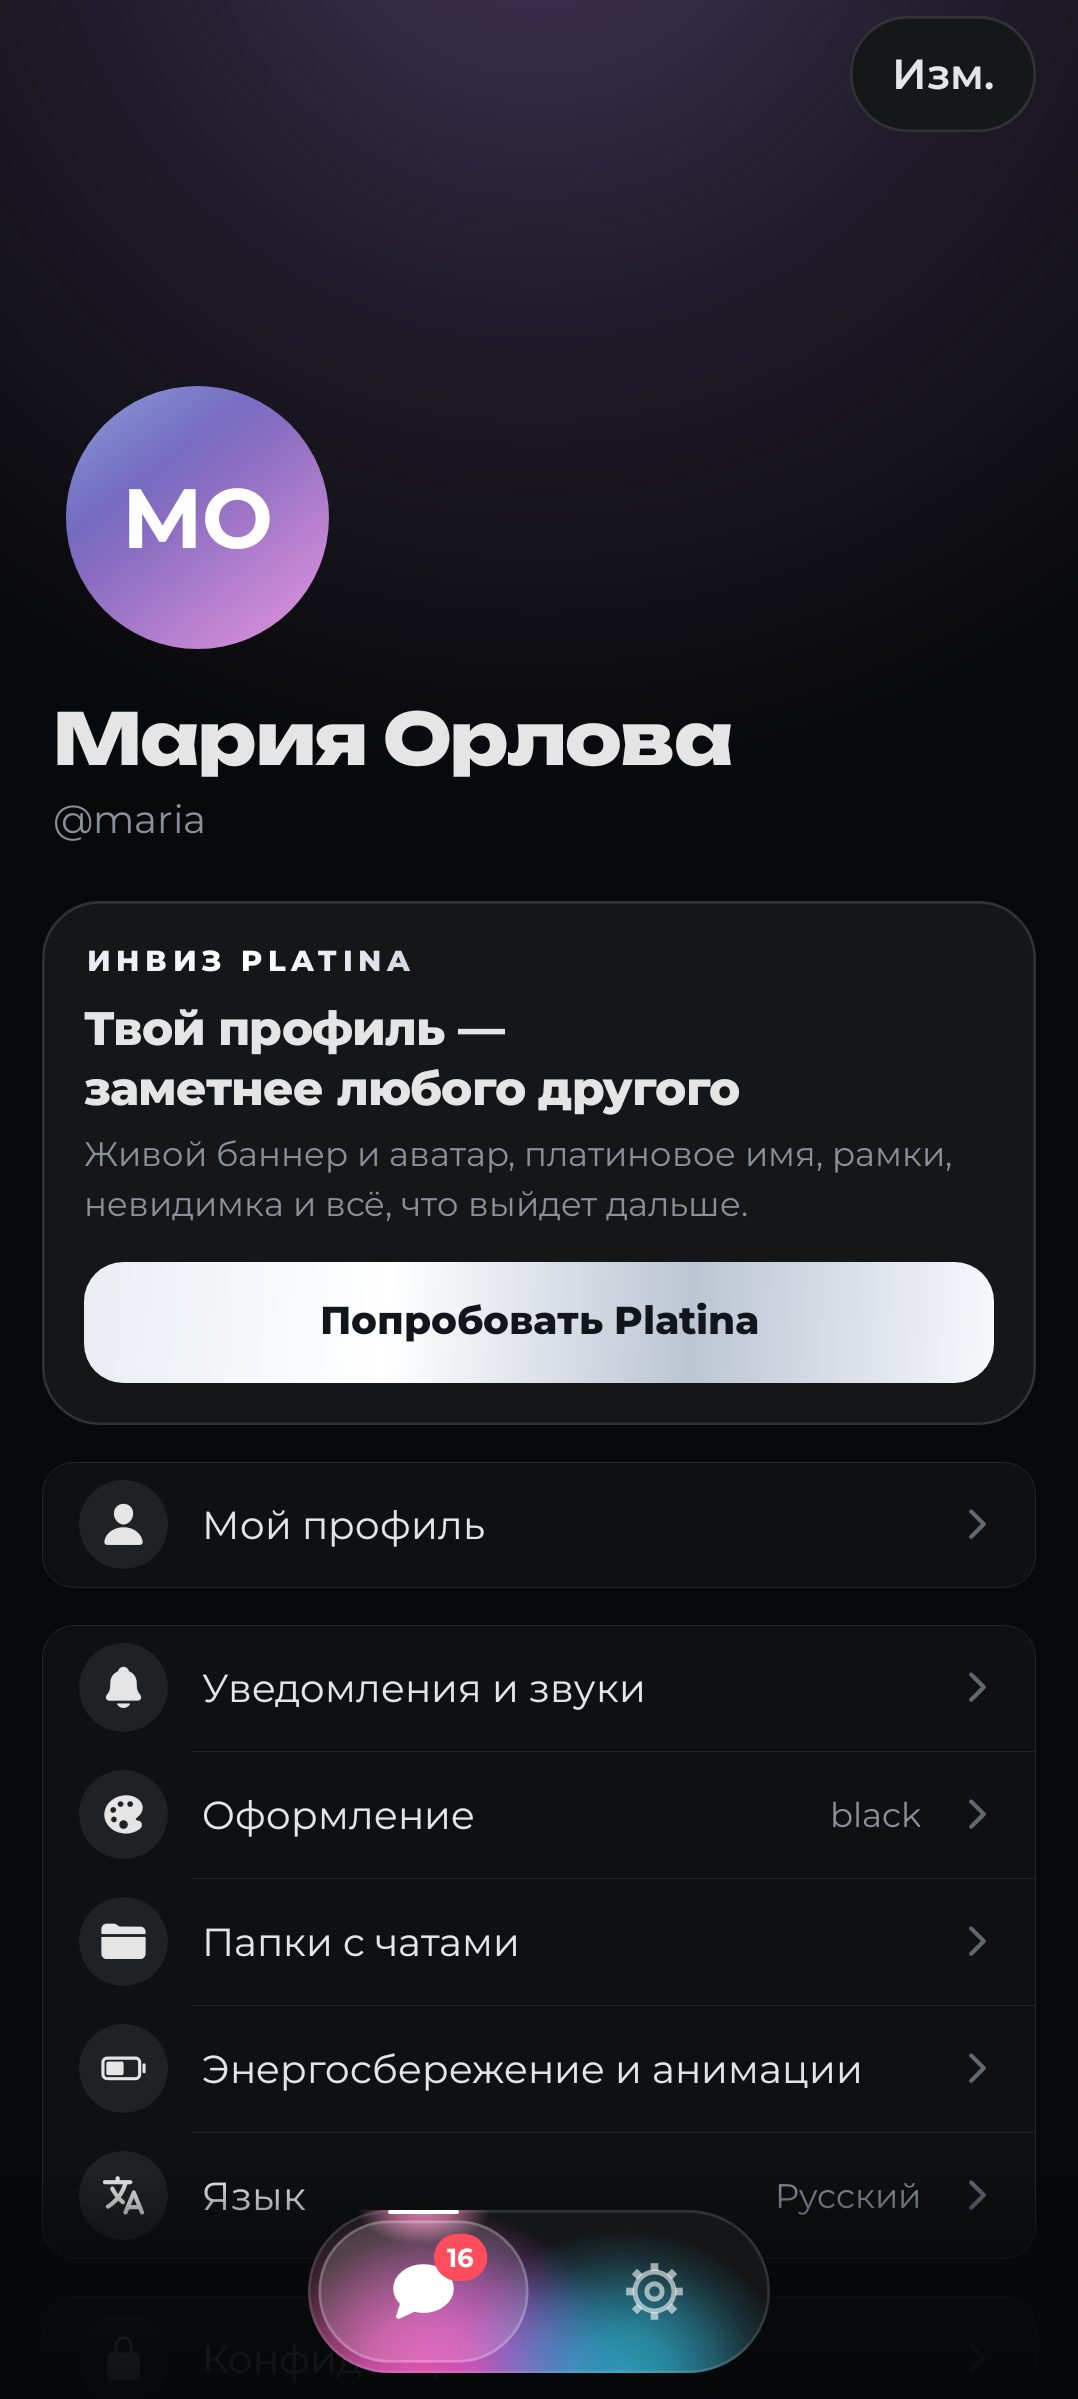 Изм.
МО
Мария Орлова
@maria
ИНВИЗ PLATINA
Твой профиль —
заметнее любого другого
Живой баннер и аватар, платиновое имя, рамки,
невидимка и всё, что выйдет дальше.
Попробовать Platina
Мой профиль
Уведомления и звуки
Оформление black
Папки с чатами
Энергосбережение и анимации
Язык Русский
16